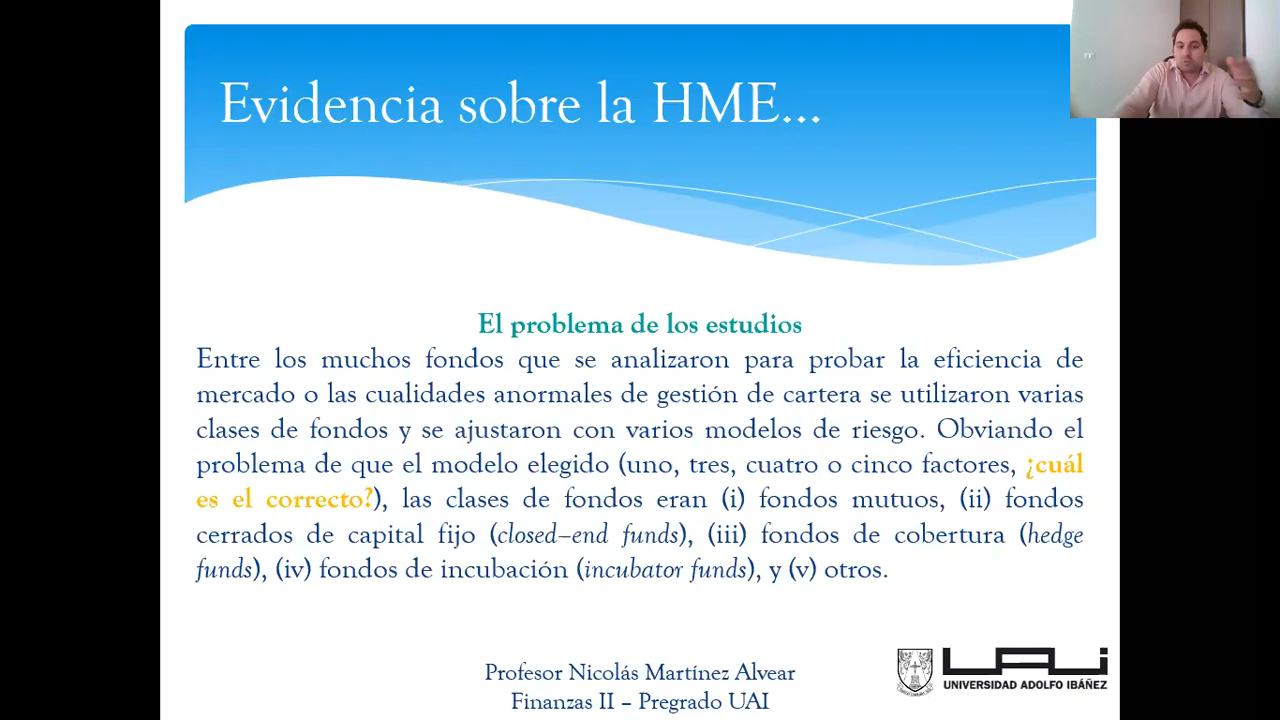 Evidencia sobre la HME...
El problema de los estudios
Entre los muchos fondos que se analizaron para probar la eficiencia de
mercado o las cualidades anormales de gestión de cartera se utilizaron varias
clases de fondos y se ajustaron con varios modelos de riesgo. Obviando el
problema de que el modelo elegido (uno, tres, cuatro o cinco factores, ¿cuál
es el correcto?), las clases de fondos eran (i) fondos mutuos, (ii) fondos
cerrados de capital fijo (closed–end funds), (iii) fondos de cobertura (hedge
funds), (iv) fondos de incubación (incubator funds), y (v) otros.
Profesor Nicolás Martínez Alvear
Finanzas II – Pregrado UAI
UAI
UNIVERSIDAD ADOLFO IBÁÑEZ